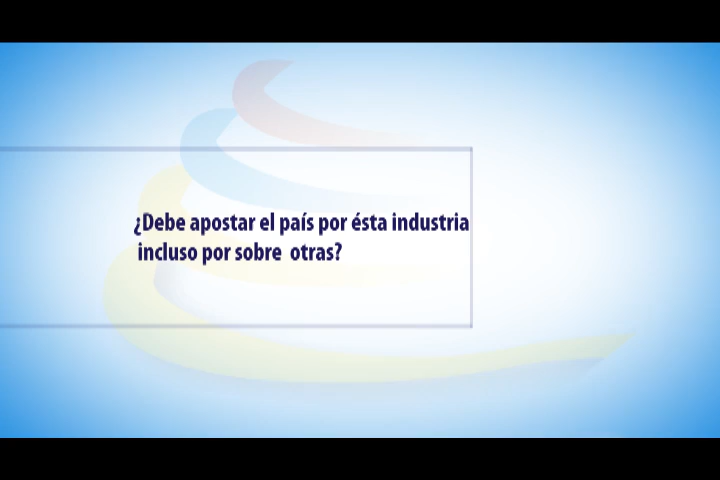 ¿Debe apostar el país por ésta industria
incluso por sobre otras?